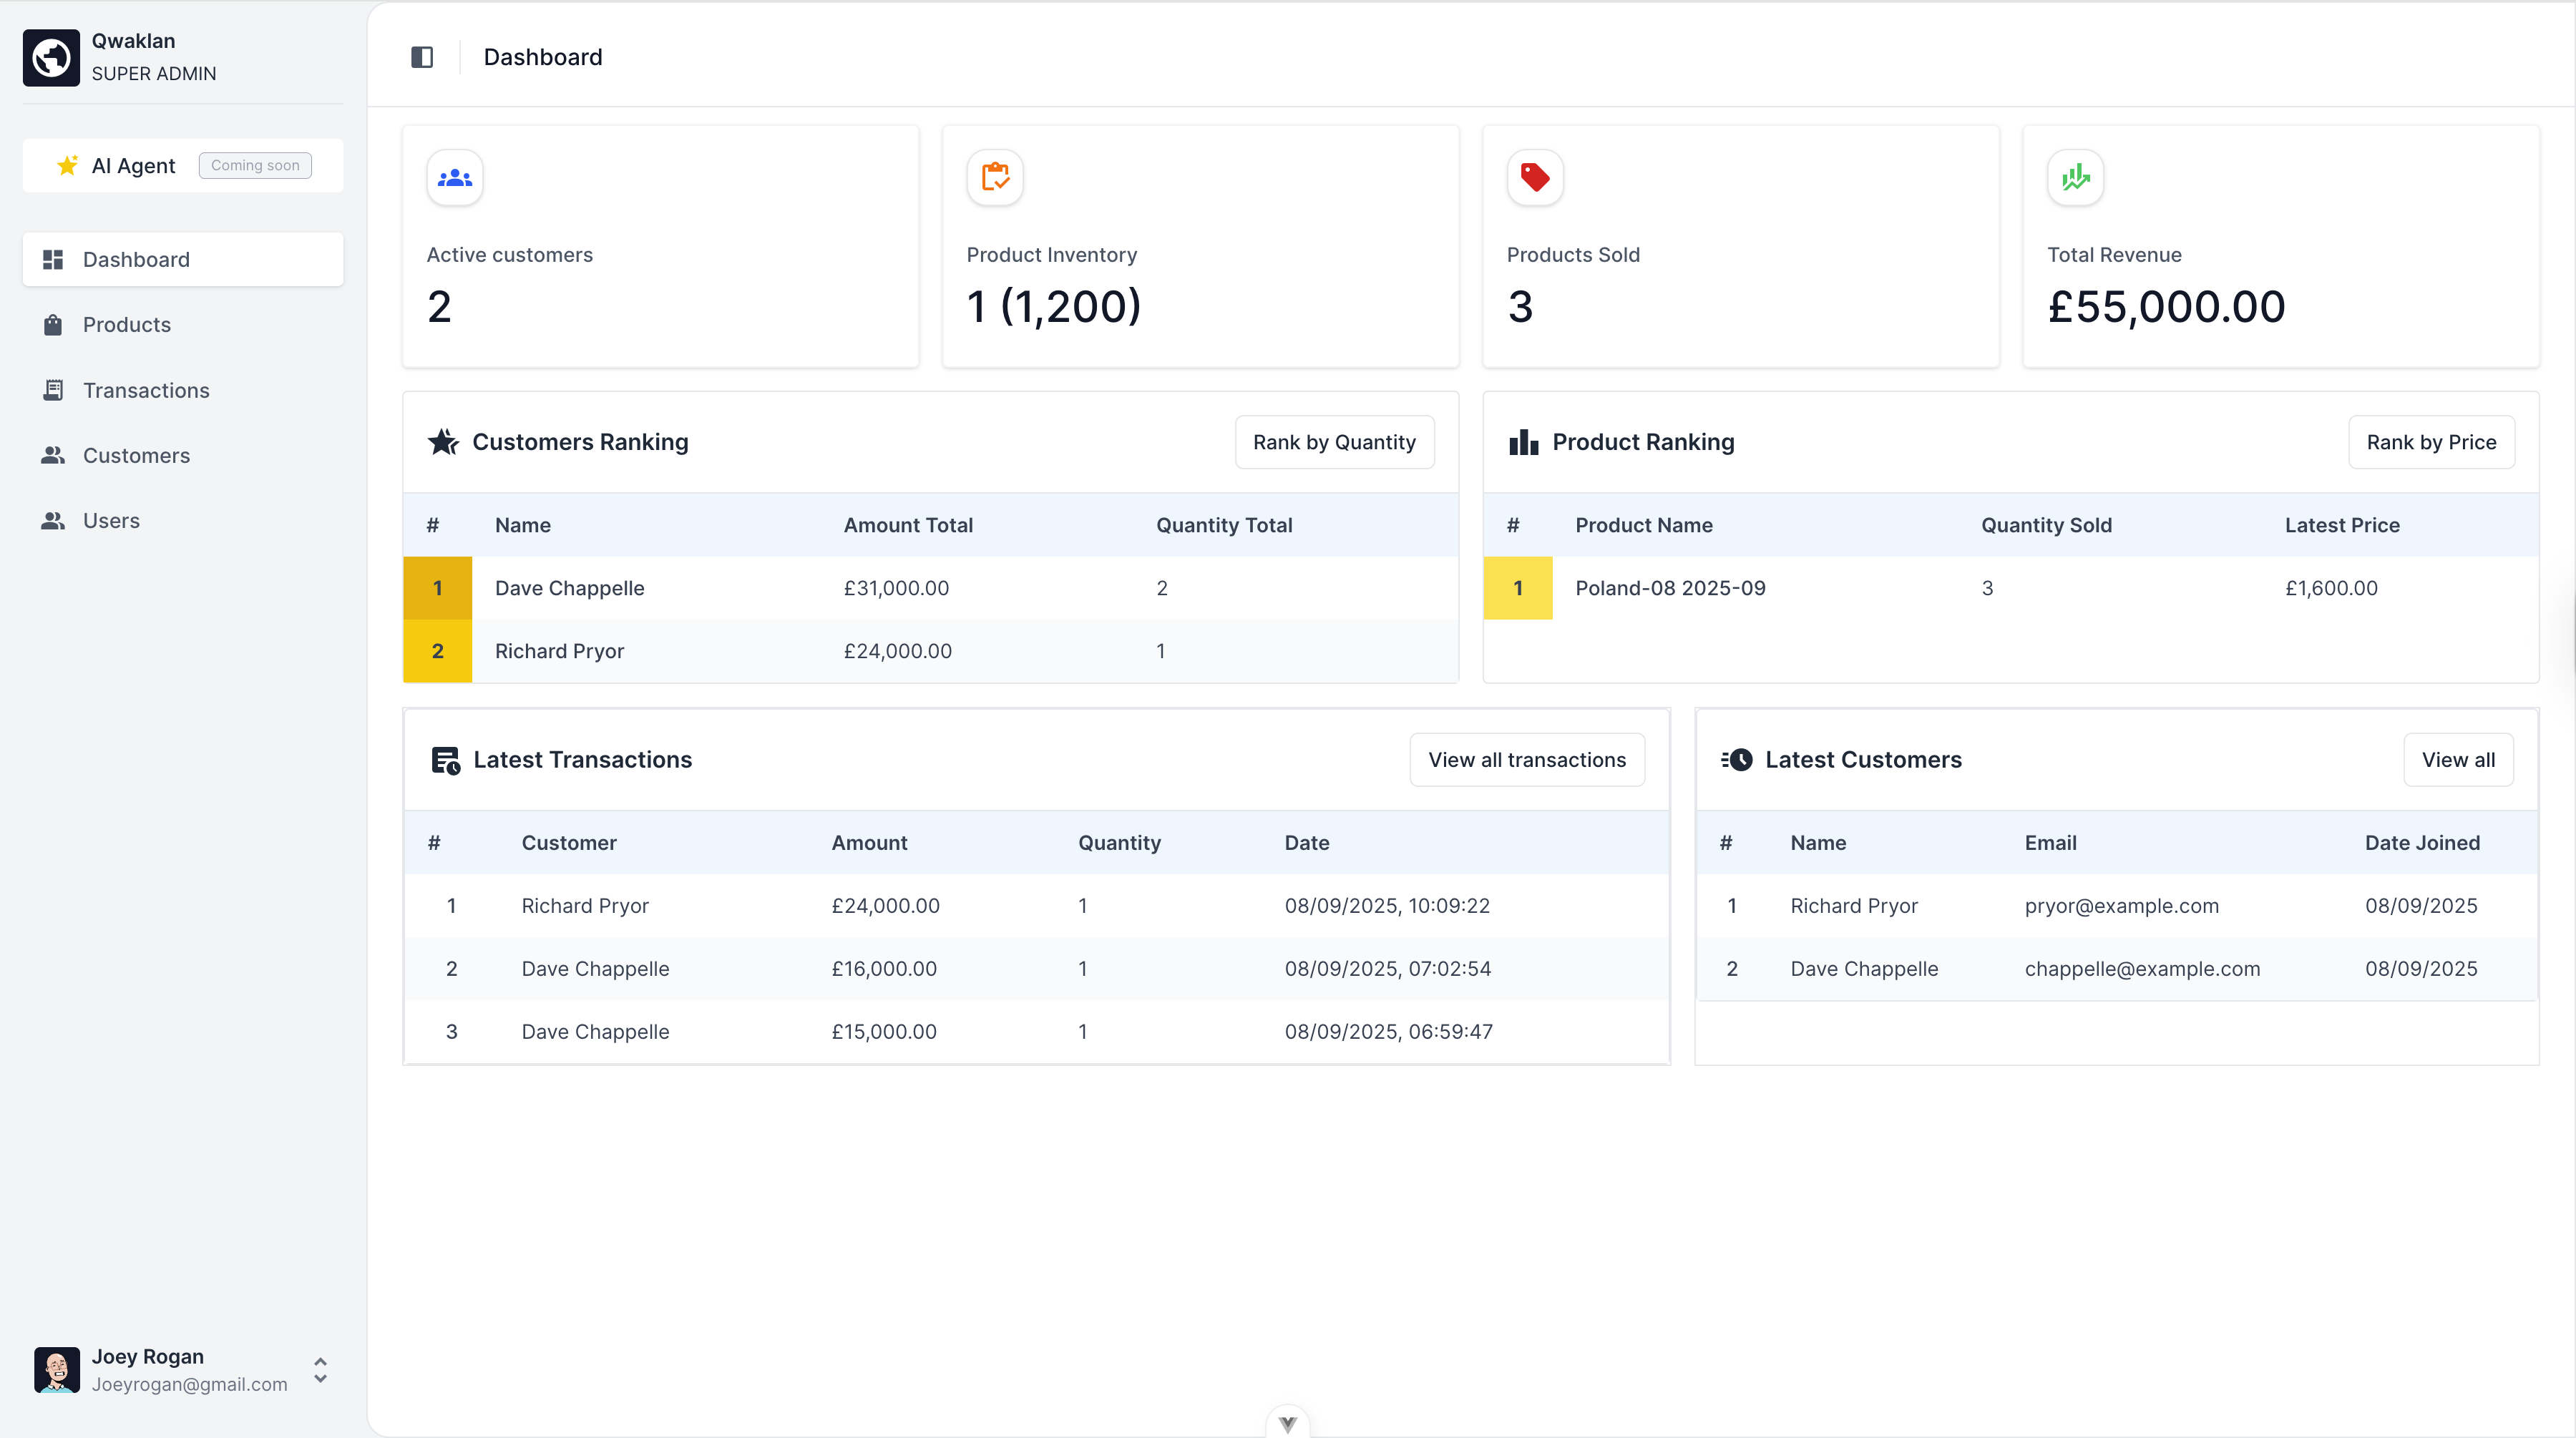 Qwaklan
SUPER ADMIN
AI Agent Coming soon
Dashboard
Products
Transactions
Customers
Users
Joey Rogan
Joeyrogan@gmail.com
Dashboard
Active customers
2
Product Inventory
1 (1,200)
Products Sold
3
Total Revenue
£55,000.00
Customers Ranking Rank by Quantity
# Name Amount Total Quantity Total
1 Dave Chappelle £31,000.00 2
2 Richard Pryor £24,000.00 1
Product Ranking Rank by Price
# Product Name Quantity Sold Latest Price
1 Poland-08 2025-09 3 £1,600.00
Latest Transactions View all transactions
# Customer Amount Quantity Date
1 Richard Pryor £24,000.00 1 08/09/2025, 10:09:22
2 Dave Chappelle £16,000.00 1 08/09/2025, 07:02:54
3 Dave Chappelle £15,000.00 1 08/09/2025, 06:59:47
Latest Customers View all
# Name Email Date Joined
1 Richard Pryor pryor@example.com 08/09/2025
2 Dave Chappelle chappelle@example.com 08/09/2025